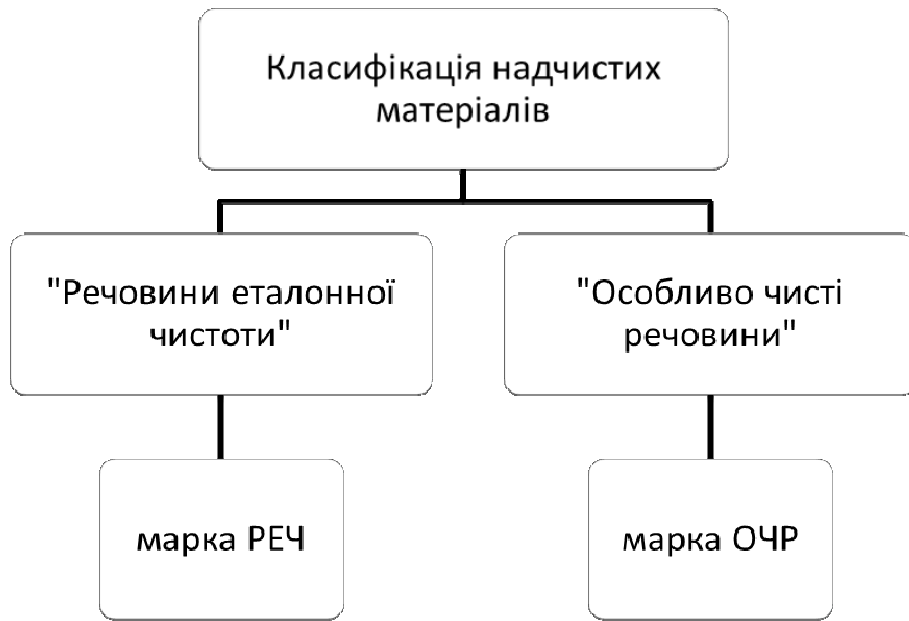 Класифікація надчистих
матеріалів
"Речовини еталонної
чистоти"
"Особливо чисті
речовини"
марка РЕЧ
марка ОЧР